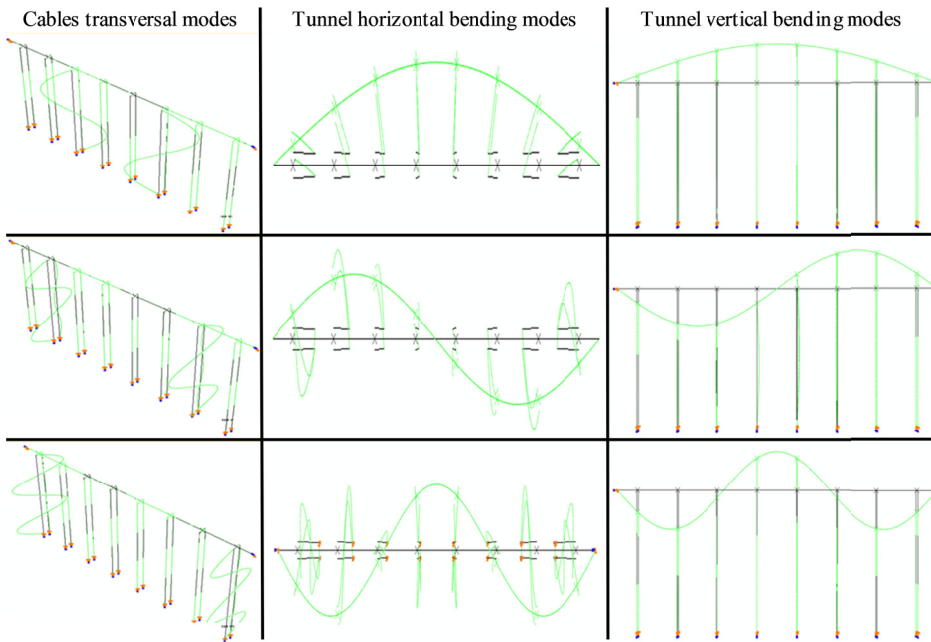 Cables transversal modes
Tunnel horizontal bending modes
Tunnel vertical bending modes